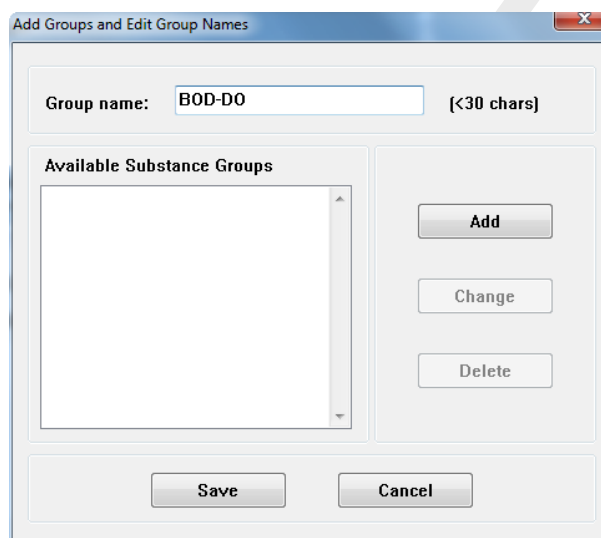 Add Groups and Edit Group Names
x
Group name: BOD-DO (<30 chars)
Available Substance Groups
Add
Change
Delete
Save Cancel